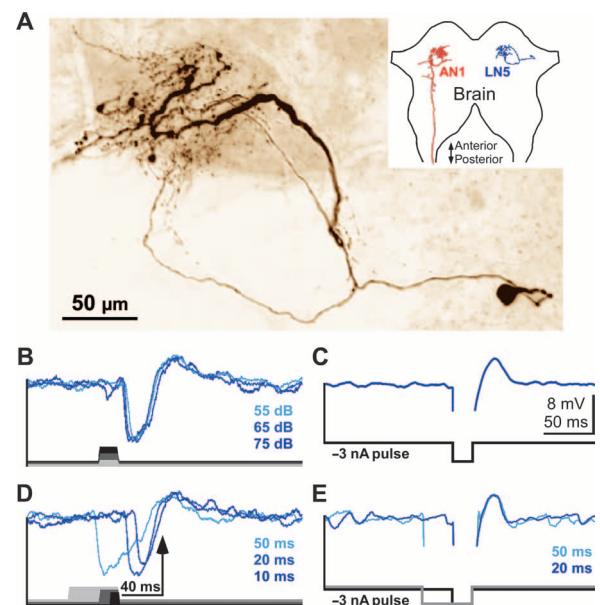 A
AN1
LN5
Brain
Anterior
Posterior
50 µm
B
55 dB
65 dB
75 dB
C
8 mV
50 ms
–3 nA pulse
D
50 ms
20 ms
10 ms
40 ms
E
50 ms
20 ms
–3 nA pulse